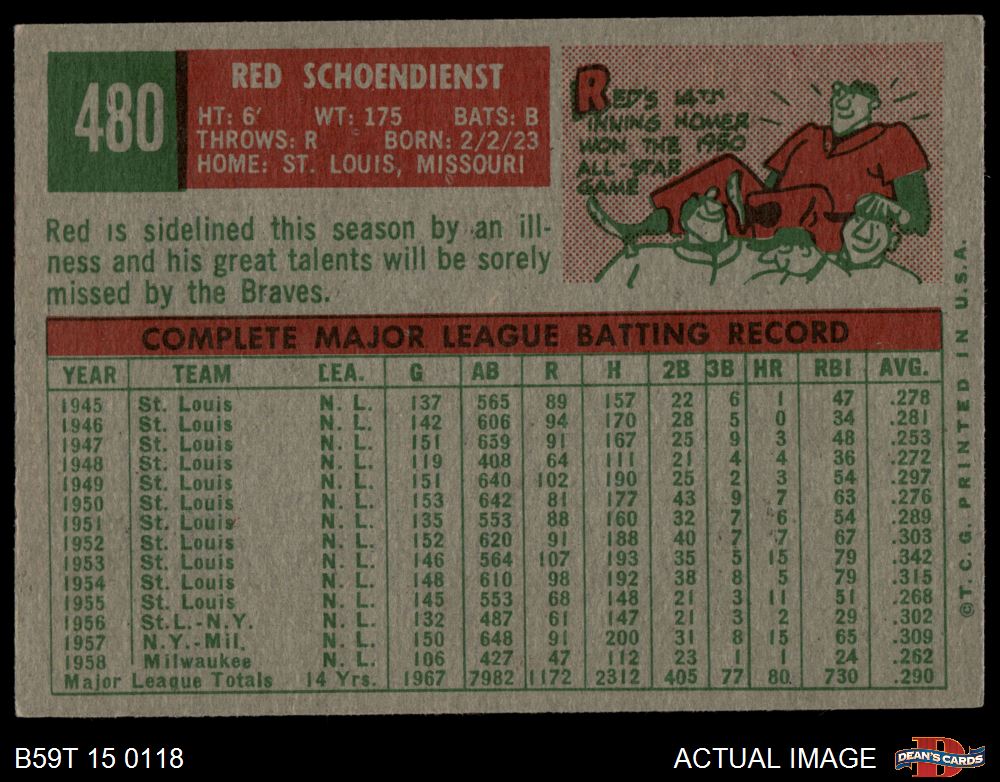 480
RED SCHOENDIENST
HT: 6' WT: 175 BATS: B
THROWS: R BORN: 2/2/23
HOME: ST. LOUIS, MISSOURI
RED'S 14TH
INNING HOMER
WON THE 1950
ALL-STAR
GAME
Red is sidelined this season by an ill-
ness and his great talents will be sorely
missed by the Braves.
COMPLETE MAJOR LEAGUE BATTING RECORD
YEAR TEAM LEA. G AB R H 2B 3B HR RBI AVG.
1945 St. Louis N. L. 137 565 89 157 22 6 1 47 .278
1946 St. Louis N. L. 142 606 94 170 28 5 0 34 .281
1947 St. Louis N. L. 151 659 91 167 25 9 3 48 .253
1948 St. Louis N. L. 119 408 64 111 21 4 4 36 .272
1949 St. Louis N. L. 151 640 102 190 25 2 3 54 .297
1950 St. Louis N. L. 153 642 81 177 43 9 7 63 .276
1951 St. Louis N. L. 135 553 88 160 32 7 6 54 .289
1952 St. Louis N. L. 152 620 91 188 40 7 7 67 .303
1953 St. Louis N. L. 146 564 107 193 35 5 15 79 .342
1954 St. Louis N. L. 148 610 98 192 38 8 5 79 .315
1955 St. Louis N. L. 145 553 68 148 21 3 11 51 .268
1956 St.L.-N.Y. N. L. 132 487 61 147 21 3 2 29 .302
1957 N.Y.-Mil. N. L. 150 648 91 200 31 8 15 65 .309
1958 Milwaukee N. L. 106 427 47 112 23 1 1 24 .262
Major League Totals 14 Yrs. 1967 7982 1172 2312 405 77 80. 730 .290
©T.C.G. PRINTED IN U.S.A.
B59T 15 0118
ACTUAL IMAGE
D
DEAN'S CARDS